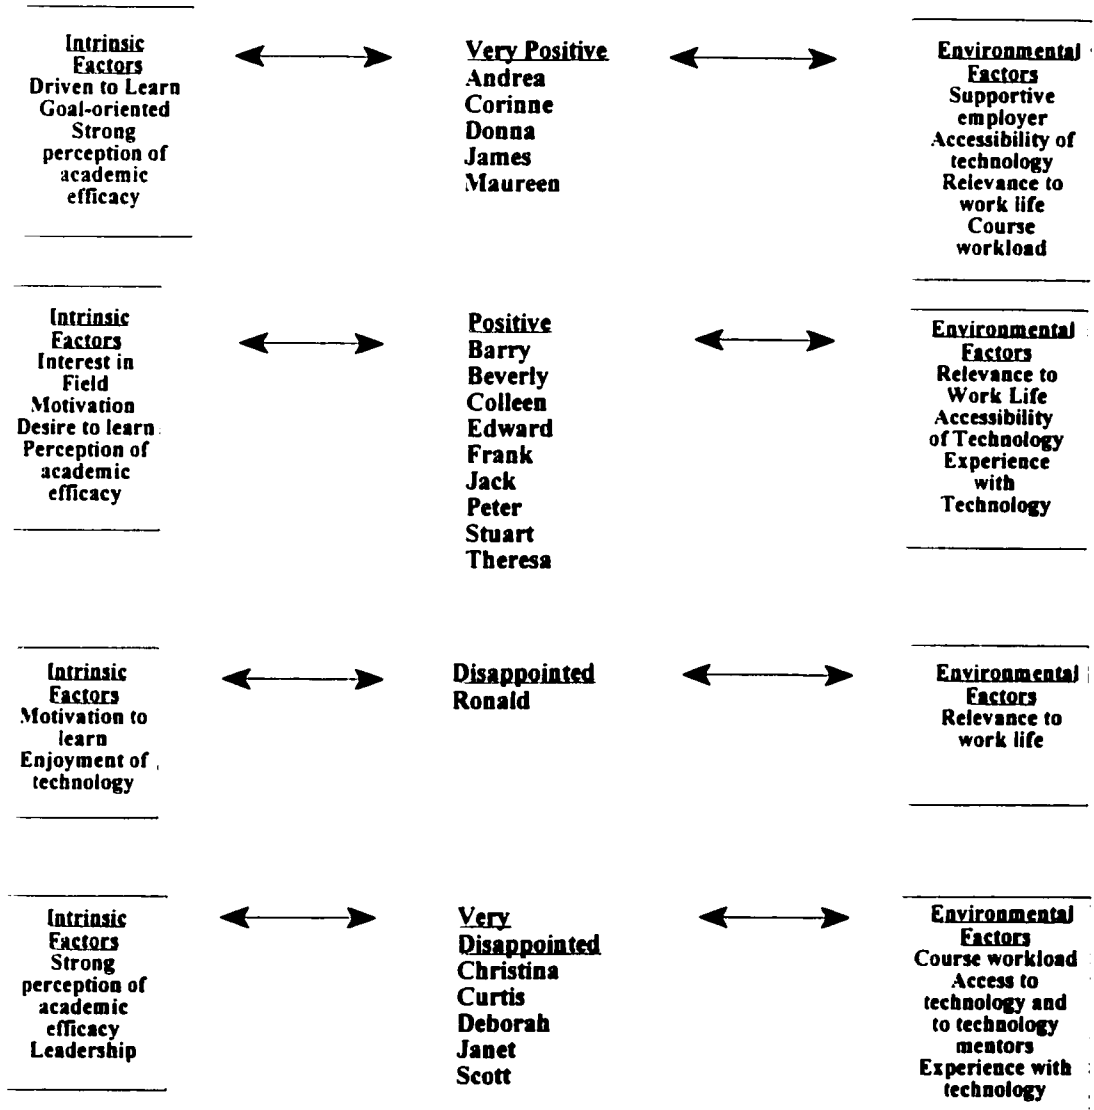 Intrinsic
Factors
Driven to Learn
Goal-oriented
Strong
perception of
academic
efficacy
Very Positive
Andrea
Corinne
Donna
James
Maureen
Environmental
Factors
Supportive
employer
Accessibility of
technology
Relevance to
work life
Course
workload
Intrinsic
Factors
Interest in
Field
Motivation
Desire to learn
Perception of
academic
efficacy
Positive
Barry
Beverly
Colleen
Edward
Frank
Jack
Peter
Stuart
Theresa
Environmental
Factors
Relevance to
Work Life
Accessibility
of Technology
Experience
with
Technology
Intrinsic
Factors
Motivation to
learn
Enjoyment of
technology
Disappointed
Ronald
Environmental
Factors
Relevance to
work life
Intrinsic
Factors
Strong
perception of
academic
efficacy
Leadership
Very
Disappointed
Christina
Curtis
Deborah
Janet
Scott
Environmental
Factors
Course workload
Access to
technology and
to technology
mentors
Experience with
technology